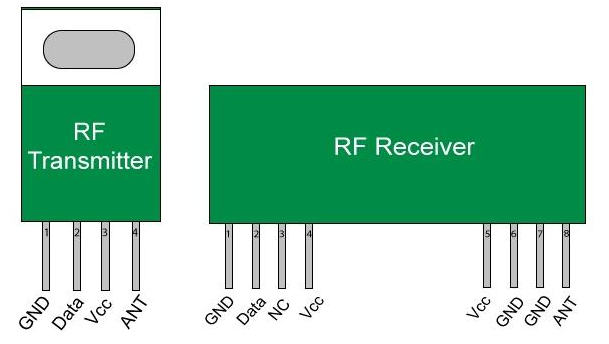 RF
Transmitter
RF Receiver
1 2 3 4
1 2 3 4 5 6 7 8
GND Data Vcc ANT
GND Data NC Vcc Vcc GND GND ANT